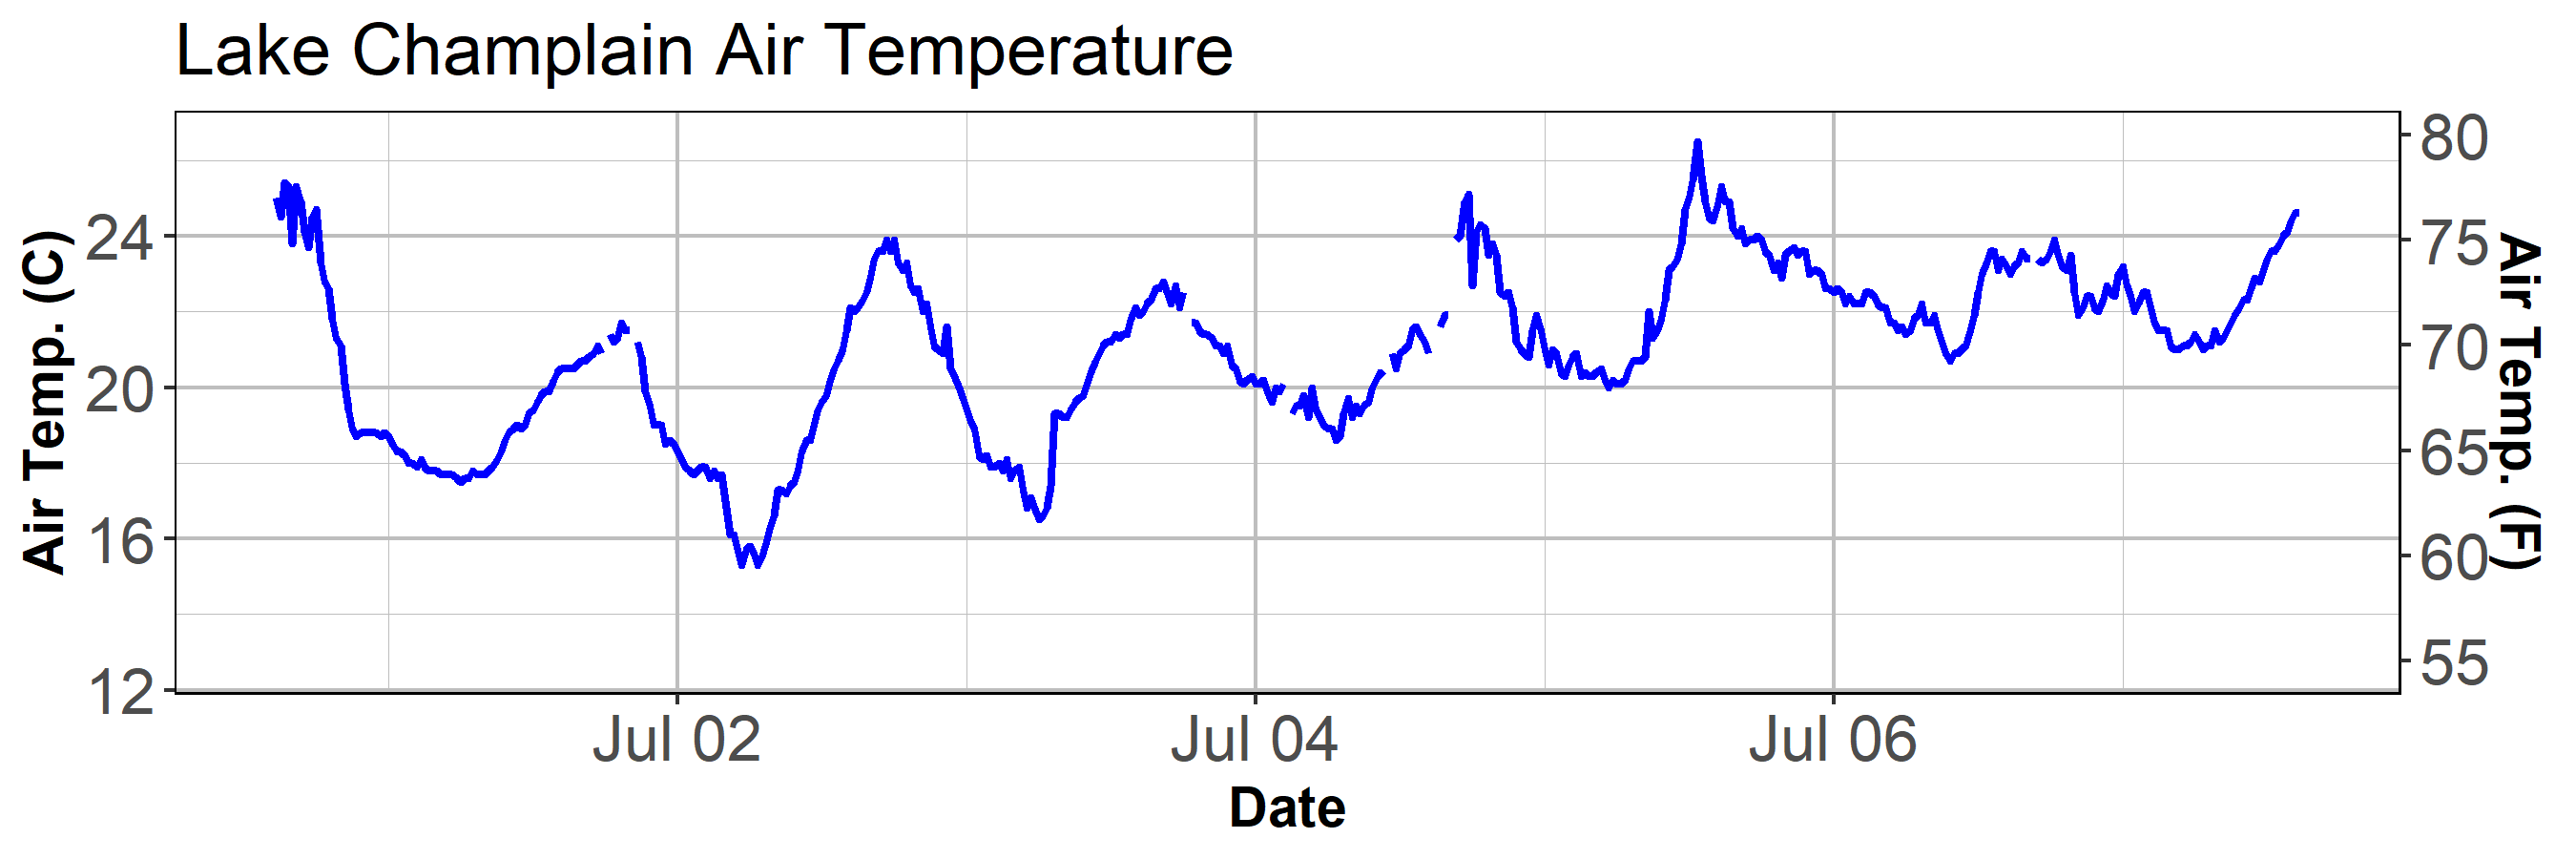 Lake Champlain Air Temperature
Air Temp. (C)
24
20
16
12
80
75
70
65
60
55
Air Temp. (F)
Jul 02
Jul 04
Jul 06
Date